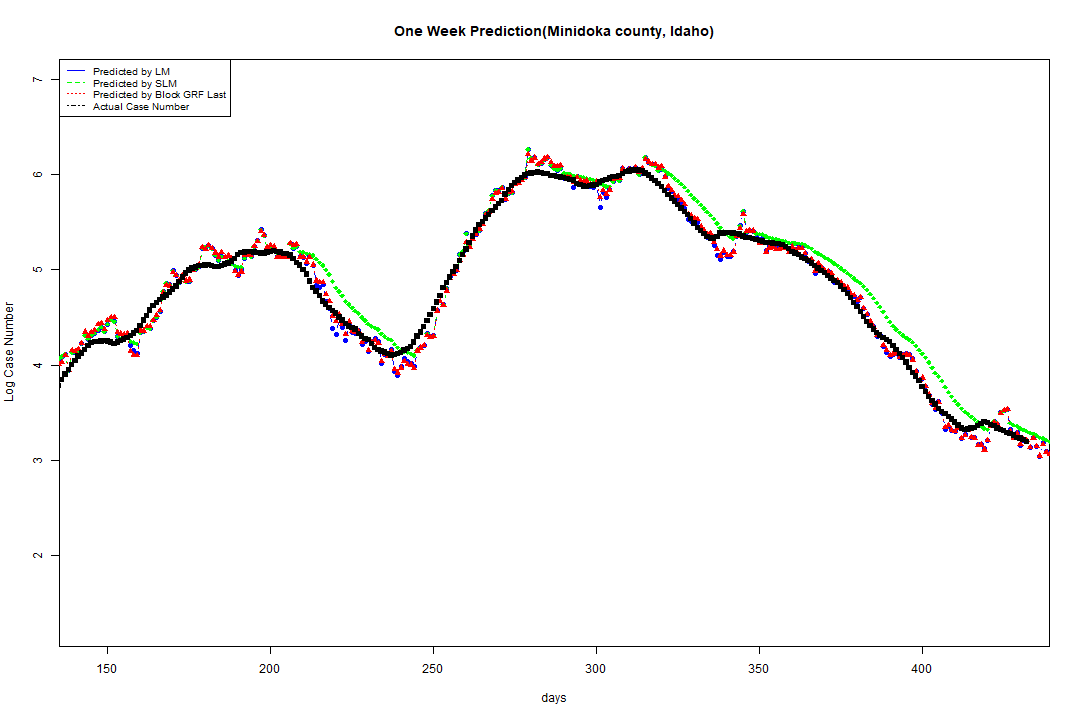 One Week Prediction(Minidoka county, Idaho)
Predicted by LM
Predicted by SLM
Predicted by Block GRF Last
Actual Case Number
7
6
5
4
3
2
Log Case Number
150 200 250 300 350 400
days